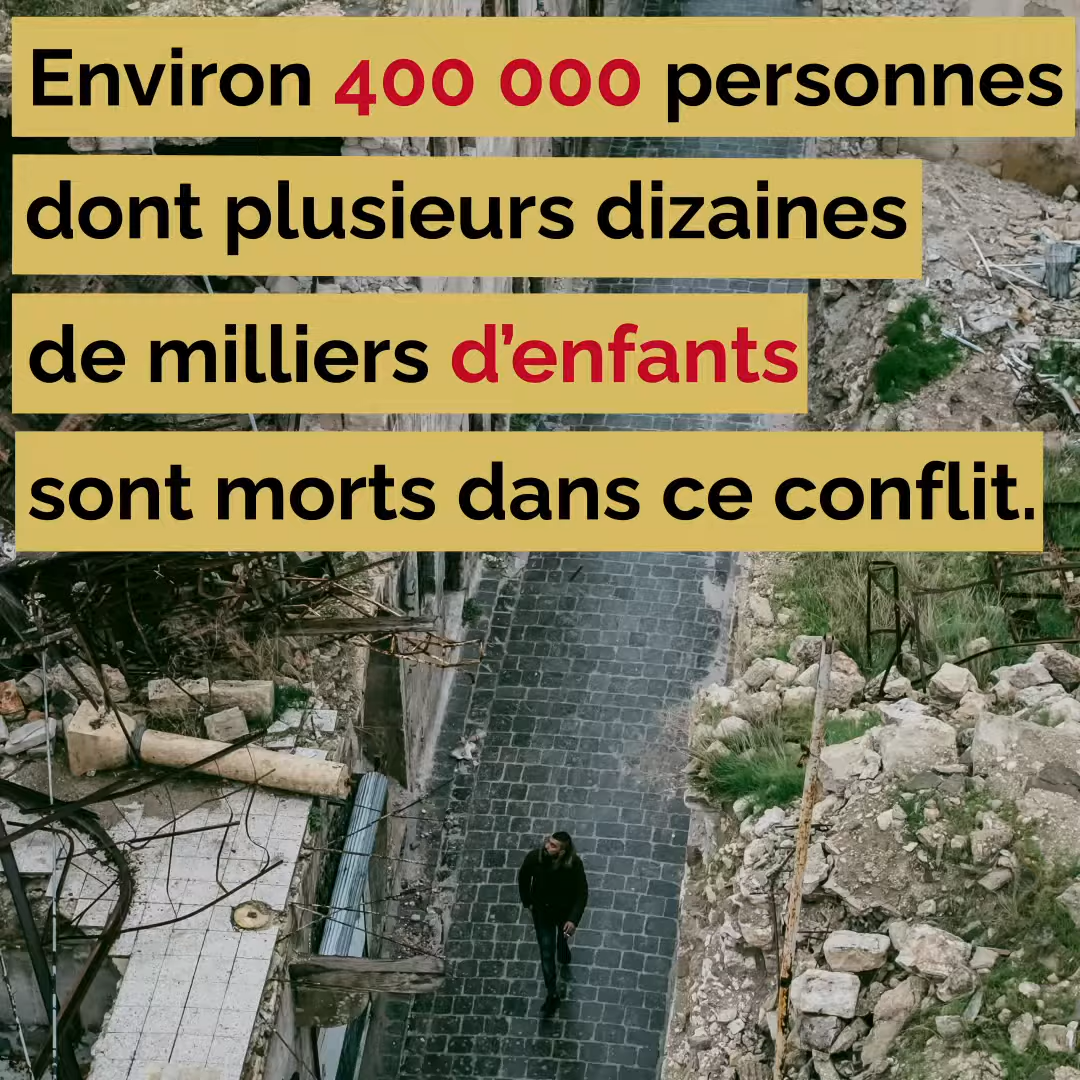 Environ 400 000 personnes
dont plusieurs dizaines
de milliers d’enfants
sont morts dans ce conflit.